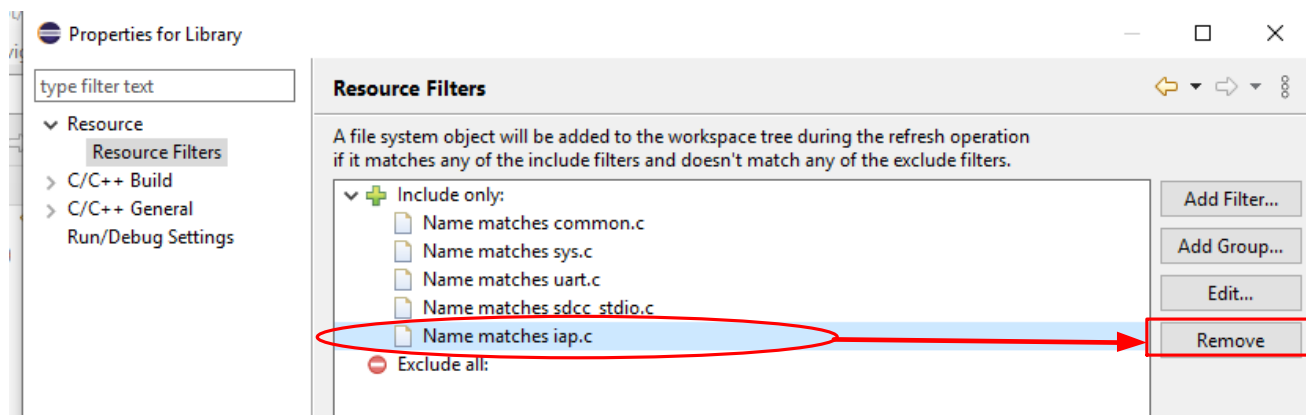 Properties for Library
type filter text
Resource Filters
Resource
Resource Filters
C/C++ Build
C/C++ General
Run/Debug Settings
A file system object will be added to the workspace tree during the refresh operation
if it matches any of the include filters and doesn't match any of the exclude filters.
Include only:
Name matches common.c
Name matches sys.c
Name matches uart.c
Name matches sdcc_stdio.c
Name matches iap.c
Exclude all:
Add Filter...
Add Group...
Edit...
Remove